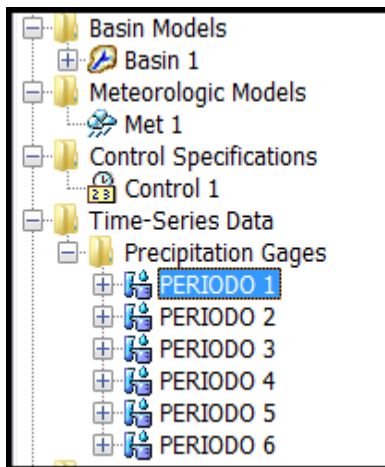 Basin Models
Basin 1
Meteorologic Models
Met 1
Control Specifications
23
Control 1
Time-Series Data
Precipitation Gages
PERIODO 1
PERIODO 2
PERIODO 3
PERIODO 4
PERIODO 5
PERIODO 6